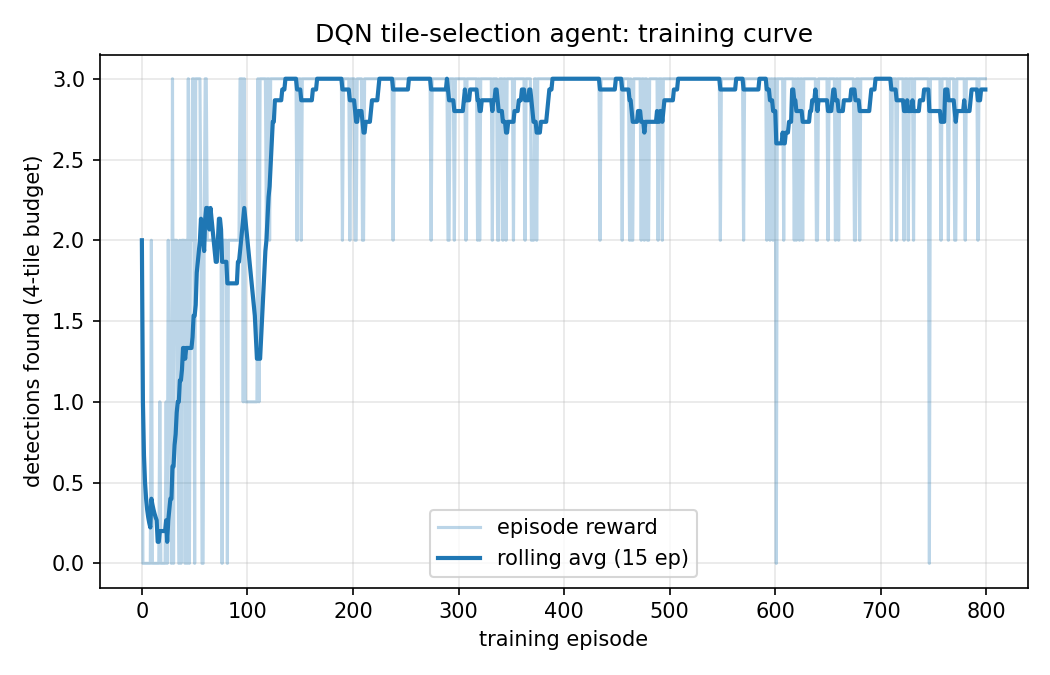 DQN tile-selection agent: training curve
detections found (4-tile budget)
3.0
2.5
2.0
1.5
1.0
0.5
0.0
episode reward
rolling avg (15 ep)
0 100 200 300 400 500 600 700 800
training episode